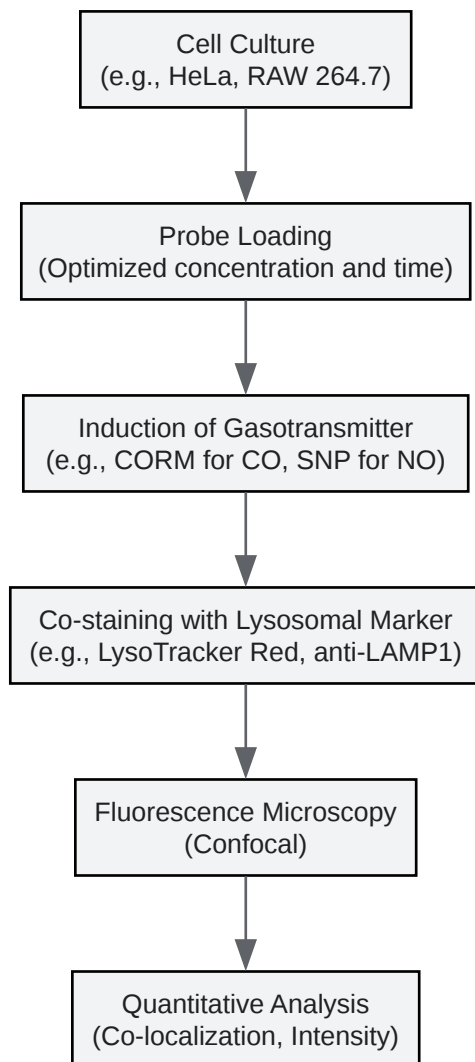 Cell Culture
(e.g., HeLa, RAW 264.7)
Probe Loading
(Optimized concentration and time)
Induction of Gasotransmitter
(e.g., CORM for CO, SNP for NO)
Co-staining with Lysosomal Marker
(e.g., LysoTracker Red, anti-LAMP1)
Fluorescence Microscopy
(Confocal)
Quantitative Analysis
(Co-localization, Intensity)